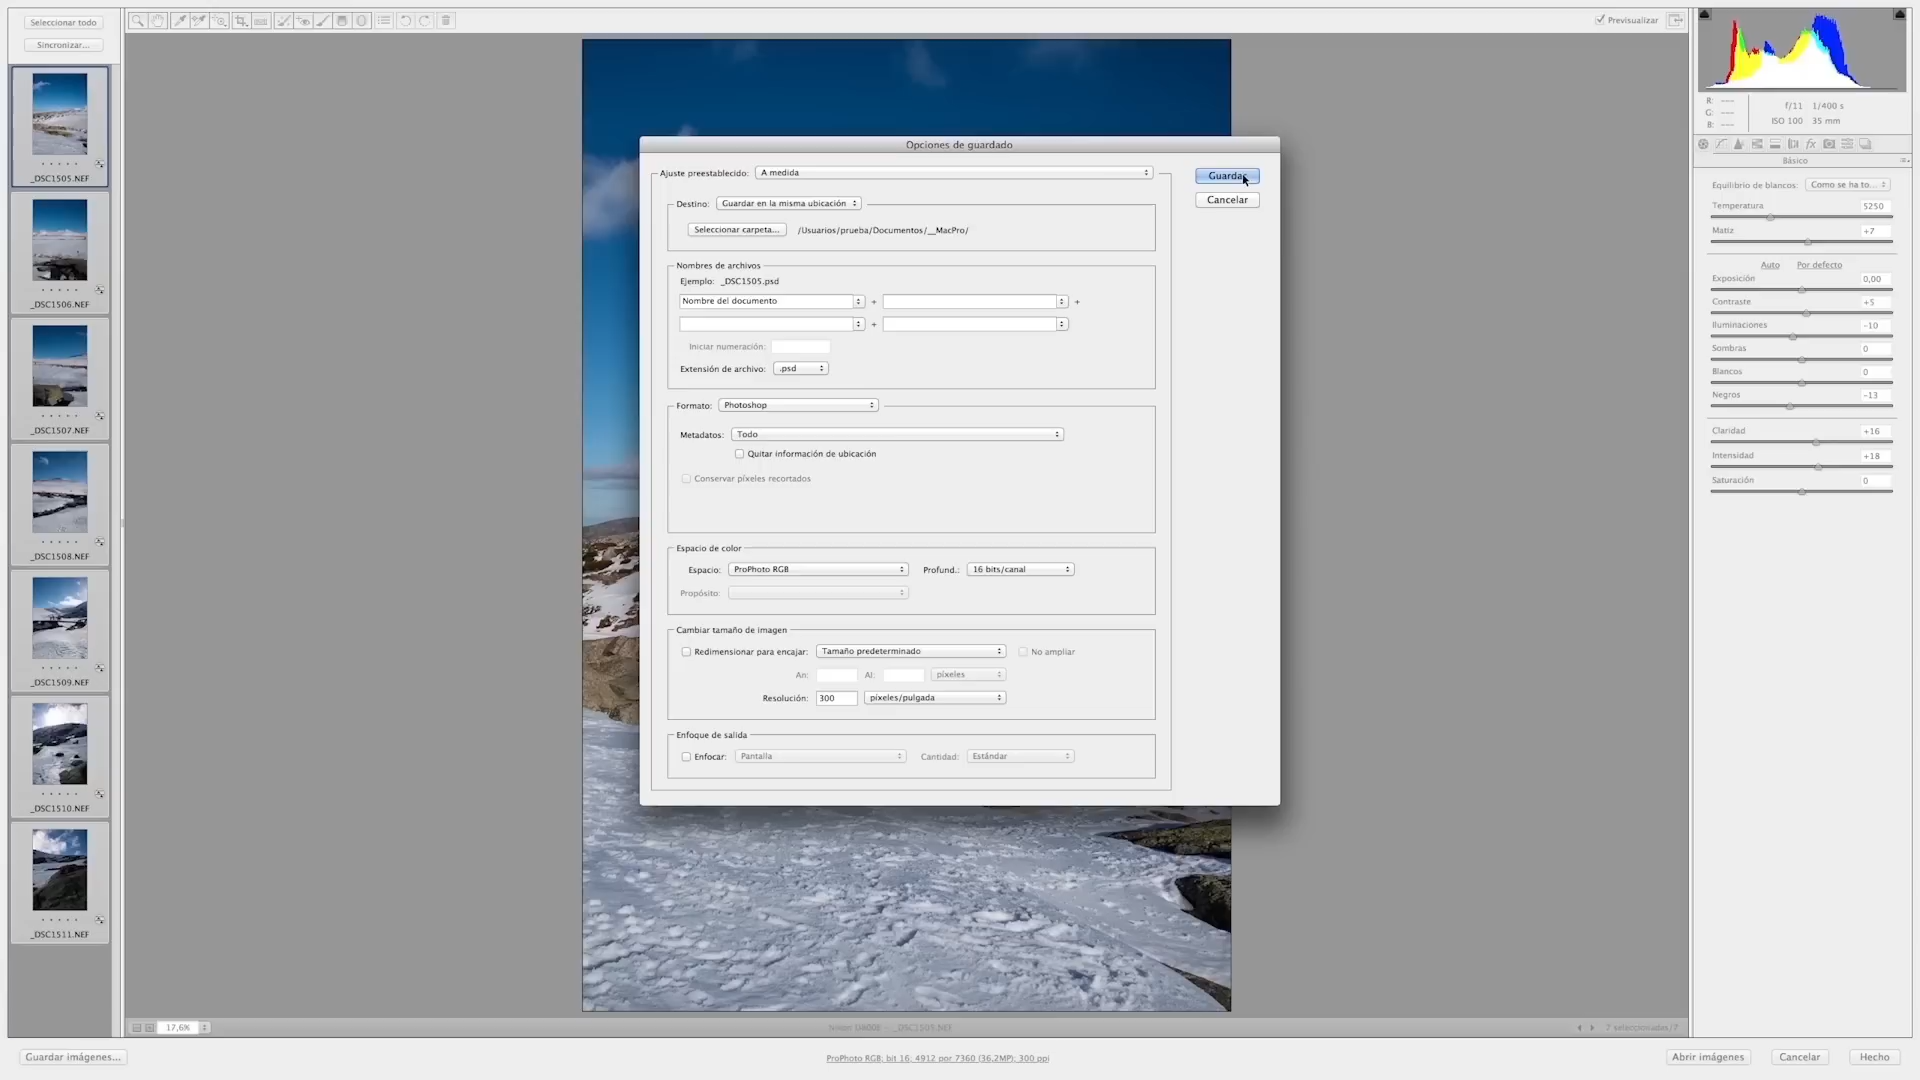 Seleccionar todo
Sincronizar...
Previsualizar
_DSC1505.NEF
_DSC1506.NEF
_DSC1507.NEF
_DSC1508.NEF
_DSC1509.NEF
_DSC1510.NEF
_DSC1511.NEF
Opciones de guardado
Ajuste preestablecido: A medida
Guardar
Cancelar
Destino: Guardar en la misma ubicación
Seleccionar carpeta... /Usuarios/prueba/Documentos/__MacPro/
Nombres de archivos
Ejemplo: _DSC1505.psd
Nombre del documento + +
+
Iniciar numeración:
Extensión de archivo: .psd
Formato: Photoshop
Metadatos: Todo
Quitar información de ubicación
Conservar píxeles recortados
Espacio de color
Espacio: ProPhoto RGB Profund.: 16 bits/canal
Propósito:
Cambiar tamaño de imagen
Redimensionar para encajar: Tamaño predeterminado No ampliar
An: Al: píxeles
Resolución: 300 píxeles/pulgada
Enfoque de salida
Enfocar: Pantalla Cantidad: Estándar
R: ---
G: ---
B: ---
f/11 1/400 s
ISO 100 35 mm
fx
Básico
Equilibrio de blancos: Como se ha to...
Temperatura 5250
Matiz +7
Auto Por defecto
Exposición 0,00
Contraste +5
Iluminaciones -10
Sombras 0
Blancos 0
Negros -13
Claridad +16
Intensidad +18
Saturación 0
17,6%
Nikon D800E -- _DSC1505.NEF
7 seleccionados/7
Guardar imágenes...
ProPhoto RGB; bit 16; 4912 por 7360 (36,2MP); 300 ppi
Abrir imágenes
Cancelar
Hecho